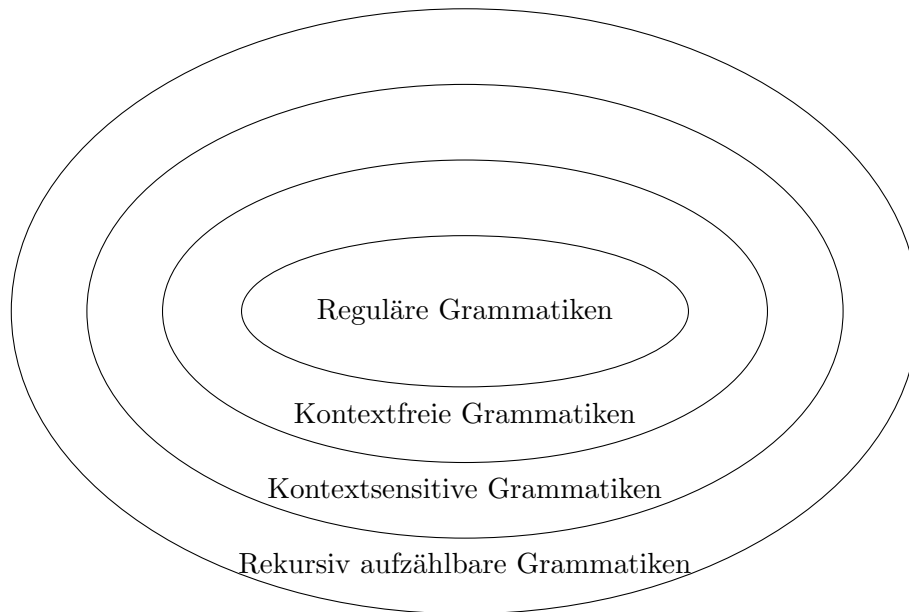 Reguläre Grammatiken
Kontextfreie Grammatiken
Kontextsensitive Grammatiken
Rekursiv aufzählbare Grammatiken